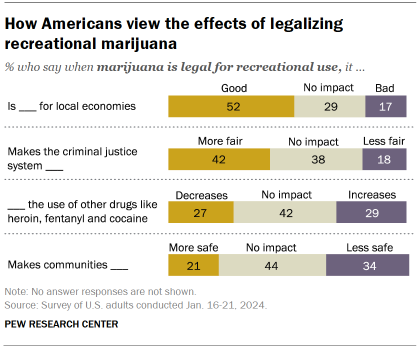 How Americans view the effects of legalizing
recreational marijuana
% who say when marijuana is legal for recreational use, it ...
Good No impact Bad
Is ___ for local economies 52 29 17
More fair No impact Less fair
Makes the criminal justice
system ___ 42 38 18
Decreases No impact Increases
___ the use of other drugs like
heroin, fentanyl and cocaine 27 42 29
More safe No impact Less safe
Makes communities ___ 21 44 34
Note: No answer responses are not shown.
Source: Survey of U.S. adults conducted Jan. 16-21, 2024.
PEW RESEARCH CENTER